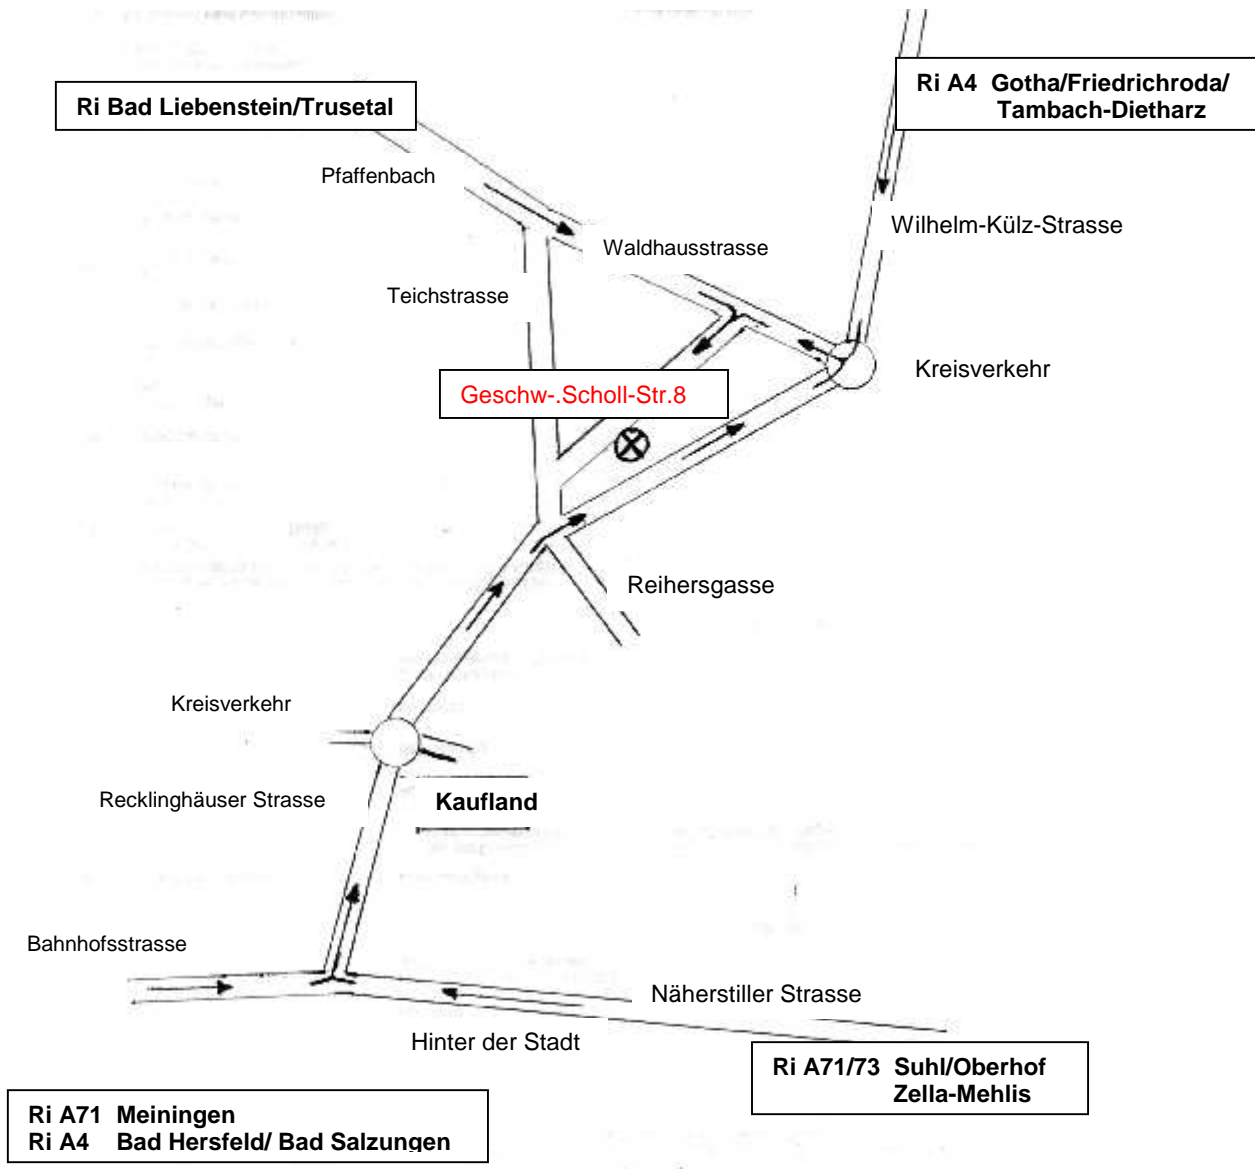 Ri Bad Liebenstein/Trusetal
Ri A4 Gotha/Friedrichroda/
Tambach-Dietharz
Pfaffenbach
Wilhelm-Külz-Strasse
Waldhausstrasse
Teichstrasse
Kreisverkehr
Geschw-.Scholl-Str.8
Reihersgasse
Kreisverkehr
Recklinghäuser Strasse
Kaufland
Bahnhofsstrasse
Näherstiller Strasse
Hinter der Stadt
Ri A71/73 Suhl/Oberhof
Zella-Mehlis
Ri A71 Meiningen
Ri A4 Bad Hersfeld/ Bad Salzungen